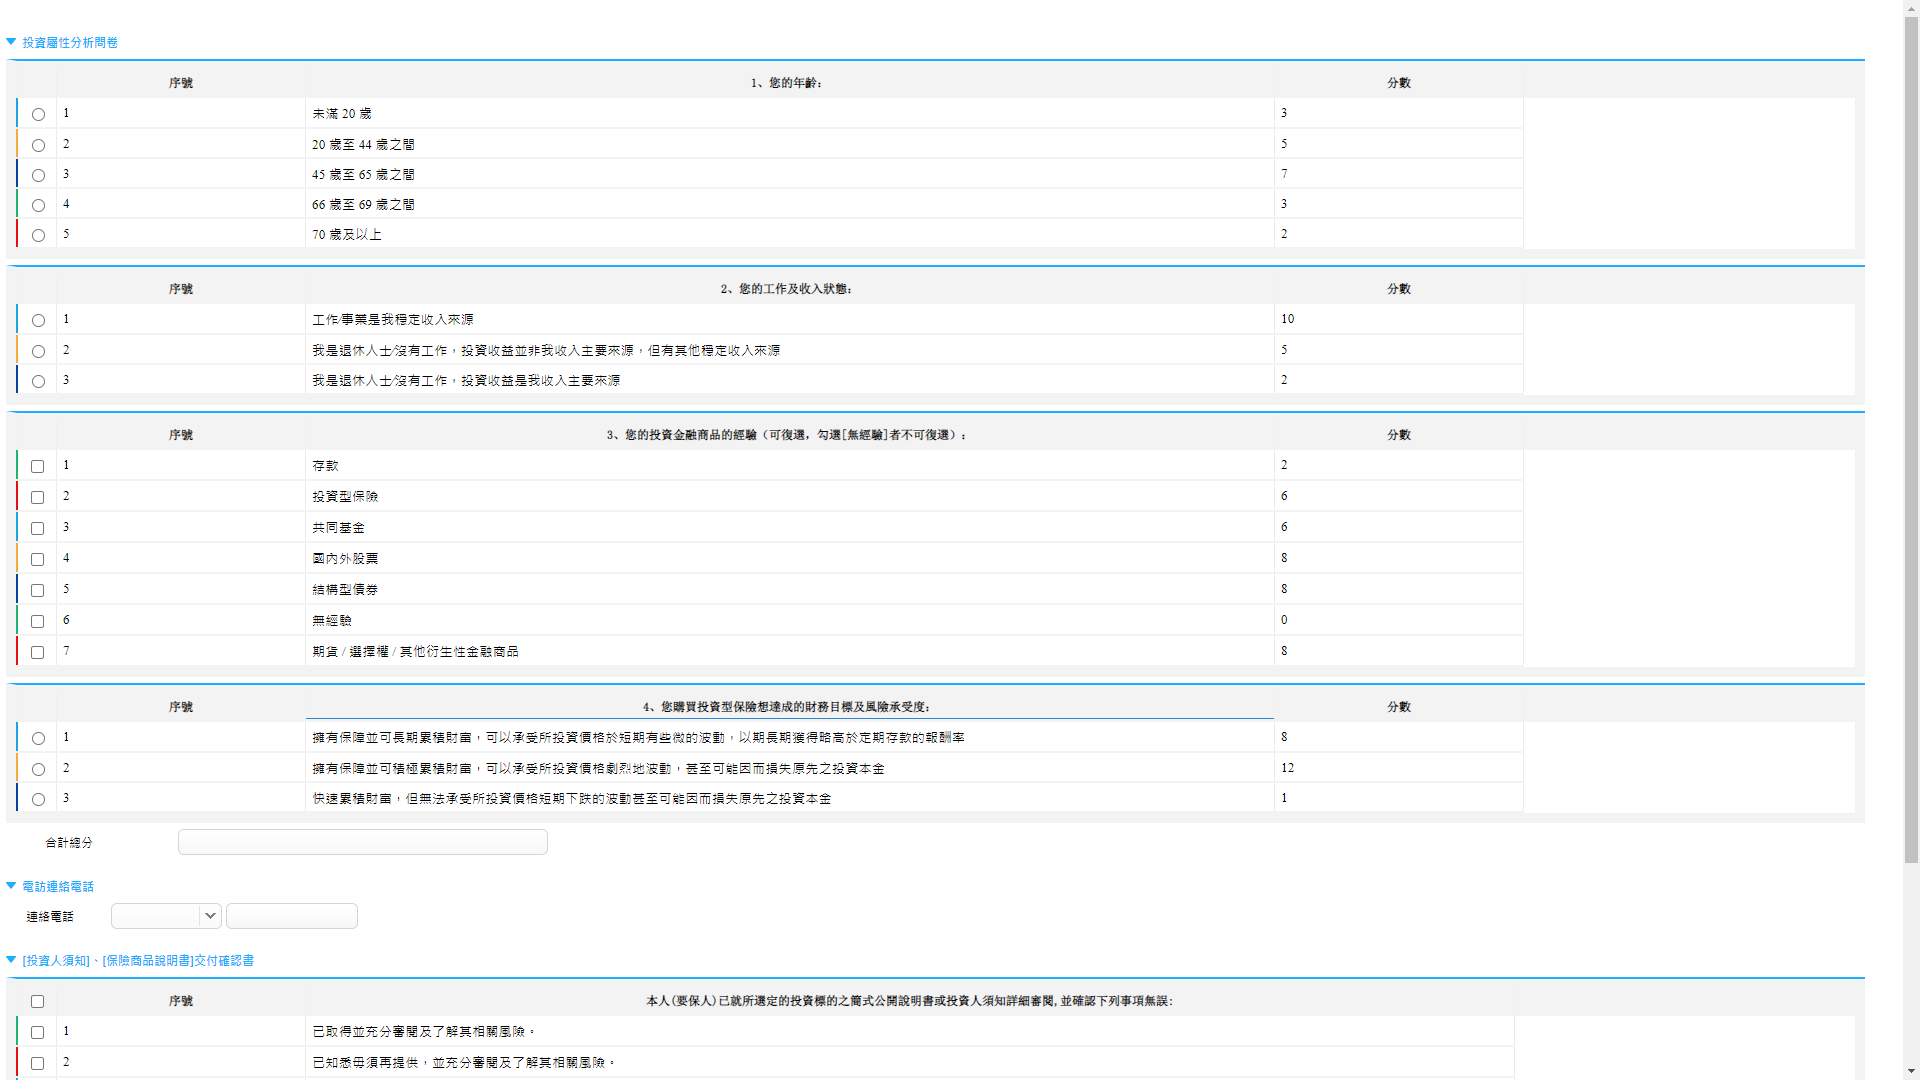 投資屬性分析問卷
序號 1、您的年齡: 分數
1 未滿 20 歲 3
2 20 歲至 44 歲之間 5
3 45 歲至 65 歲之間 7
4 66 歲至 69 歲之間 3
5 70 歲及以上 2
序號 2、您的工作及收入狀態: 分數
1 工作/事業是我穩定收入來源 10
2 我是退休人士/沒有工作，投資收益並非我收入主要來源，但有其他穩定收入來源 5
3 我是退休人士/沒有工作，投資收益是我收入主要來源 2
序號 3、您的投資金融商品的經驗（可復選，勾選[無經驗]者不可復選）: 分數
1 存款 2
2 投資型保險 6
3 共同基金 6
4 國內外股票 8
5 結構型債券 8
6 無經驗 0
7 期貨 / 選擇權 / 其他衍生性金融商品 8
序號 4、您購買投資型保險想達成的財務目標及風險承受度: 分數
1 擁有保障並可長期累積財富，可以承受所投資價格於短期有些微的波動，以期長期獲得略高於定期存款的報酬率 8
2 擁有保障並可積極累積財富，可以承受所投資價格劇烈地波動，甚至可能因而損失原先之投資本金 12
3 快速累積財富，但無法承受所投資價格短期下跌的波動甚至可能因而損失原先之投資本金 1
合計總分
電訪連絡電話
連絡電話
[投資人須知]、[保險商品說明書]交付確認書
序號 本人(要保人)已就所選定的投資標的之簡式公開說明書或投資人須知詳細審閱,並確認下列事項無誤:
1 已取得並充分審閱及了解其相關風險。
2 已知悉毋須再提供，並充分審閱及了解其相關風險。